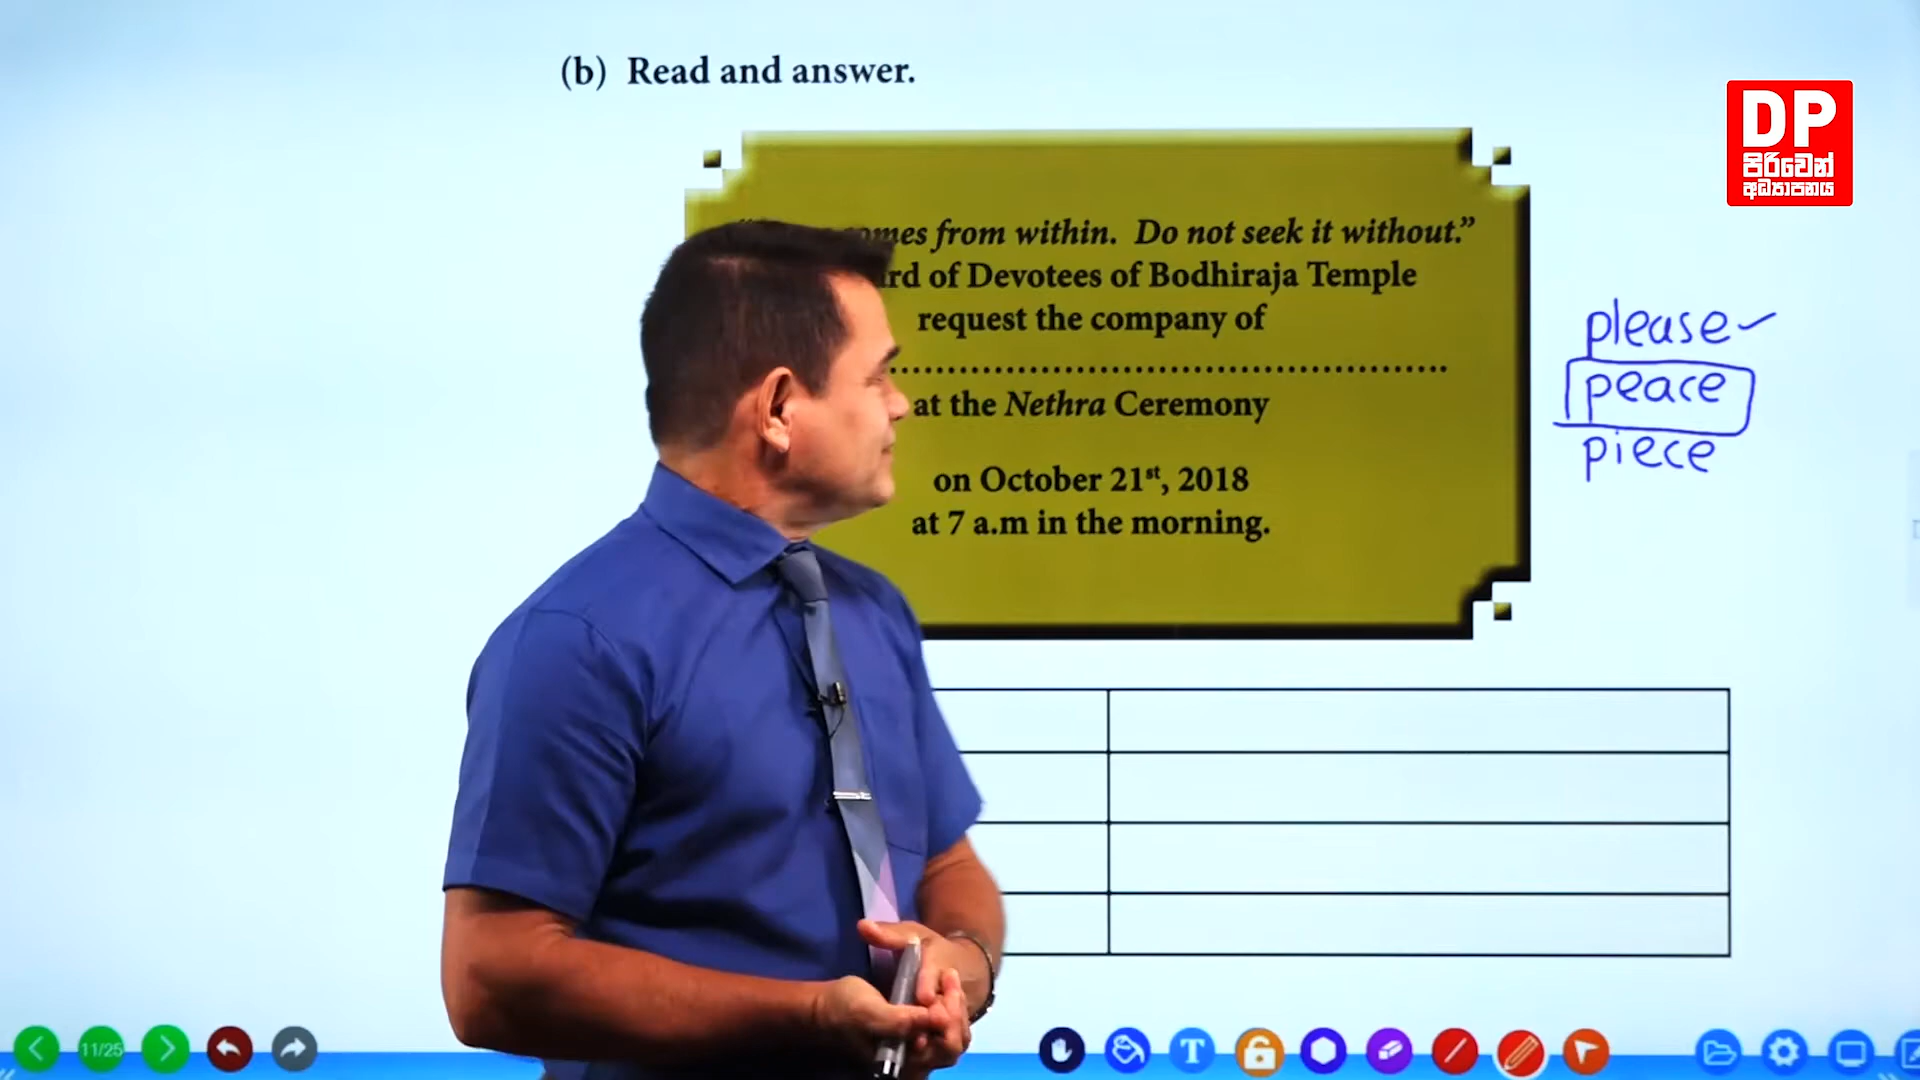 (b) Read and answer.
DP
පිරිවෙන්
අධ්‍යාපනය
from within. Do not seek it without.”
of Devotees of Bodhiraja Temple
request the company of
at the Nethra Ceremony
on October 21st, 2018
at 7 a.m in the morning.
please
peace
piece
11/25
T